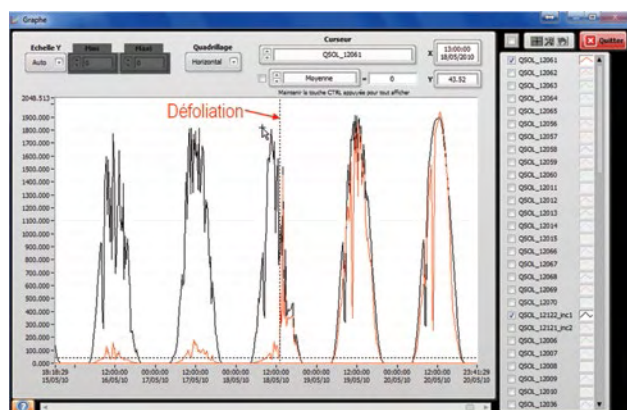 Graphe
Echelle Y
Auto
Min
0
Maxi
0
Quadrillage
Horizontal
Curseur
QSOL_12061
Moyenne
=
0
X
13:00:00
18/05/2010
Y
43.52
Quitter
Maintenir la touche CTRL appuyée pour tout afficher
Défoliation
2048.513
1900.000
1800.000
1700.000
1600.000
1500.000
1400.000
1300.000
1200.000
1100.000
1000.000
900.000
800.000
700.000
600.000
500.000
400.000
300.000
200.000
100.000
0.000
18:18:29
15/05/10
12:00:00
16/05/10
00:00:00
17/05/10
12:00:00
17/05/10
00:00:00
18/05/10
12:00:00
18/05/10
00:00:00
19/05/10
12:00:00
19/05/10
00:00:00
20/05/10
12:00:00
20/05/10
23:41:29
20/05/10
QSOL_12061
QSOL_12062
QSOL_12063
QSOL_12064
QSOL_12065
QSOL_12056
QSOL_12057
QSOL_12058
QSOL_12059
QSOL_12060
QSOL_12011
QSOL_12012
QSOL_12013
QSOL_12014
QSOL_12015
QSOL_12066
QSOL_12067
QSOL_12068
QSOL_12069
QSOL_12070
QSOL_12122_inc1
QSOL_12121_inc2
QSOL_12006
QSOL_12007
QSOL_12008
QSOL_12009
QSOL_12010
QSOL_12036